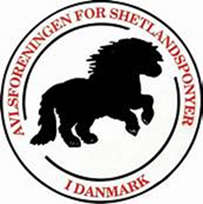 AVLSFORENINGEN FOR SHETLANDSPONYER
I DANMARK